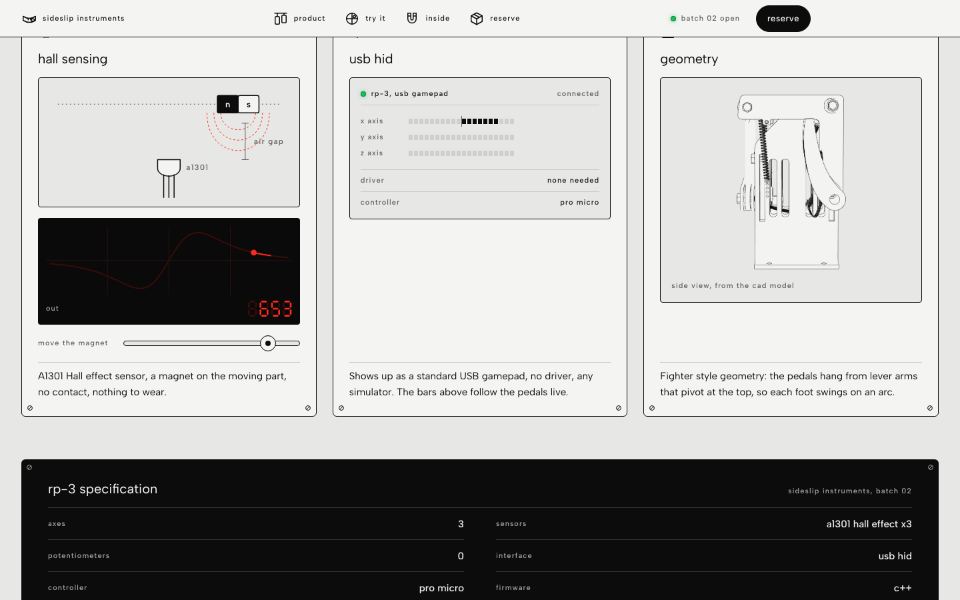 sideslip instruments
product
try it
inside
reserve
batch 02 open
reserve
hall sensing
n s
air gap
a1301
out
653
move the magnet
A1301 Hall effect sensor, a magnet on the moving part,
no contact, nothing to wear.
usb hid
rp-3, usb gamepad connected
x axis
y axis
z axis
driver none needed
controller pro micro
Shows up as a standard USB gamepad, no driver, any
simulator. The bars above follow the pedals live.
geometry
side view, from the cad model
Fighter style geometry: the pedals hang from lever arms
that pivot at the top, so each foot swings on an arc.
rp-3 specification
sideslip instruments, batch 02
axes 3
sensors a1301 hall effect x3
potentiometers 0
interface usb hid
controller pro micro
firmware c++